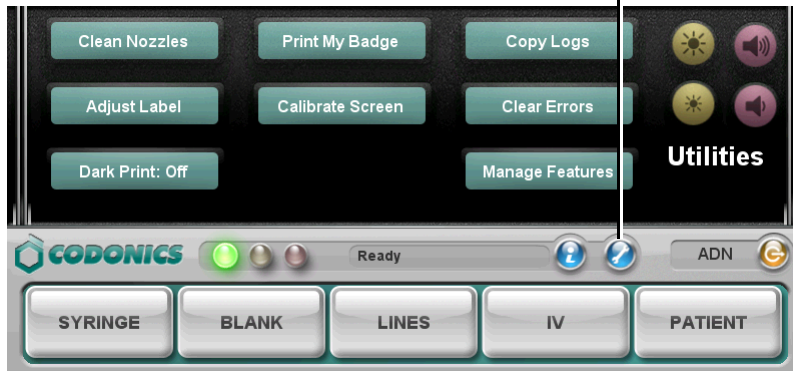 Clean Nozzles Print My Badge Copy Logs
Adjust Label Calibrate Screen Clear Errors
Utilities
Dark Print: Off Manage Features
CODONICS Ready ADN
SYRINGE BLANK LINES IV PATIENT